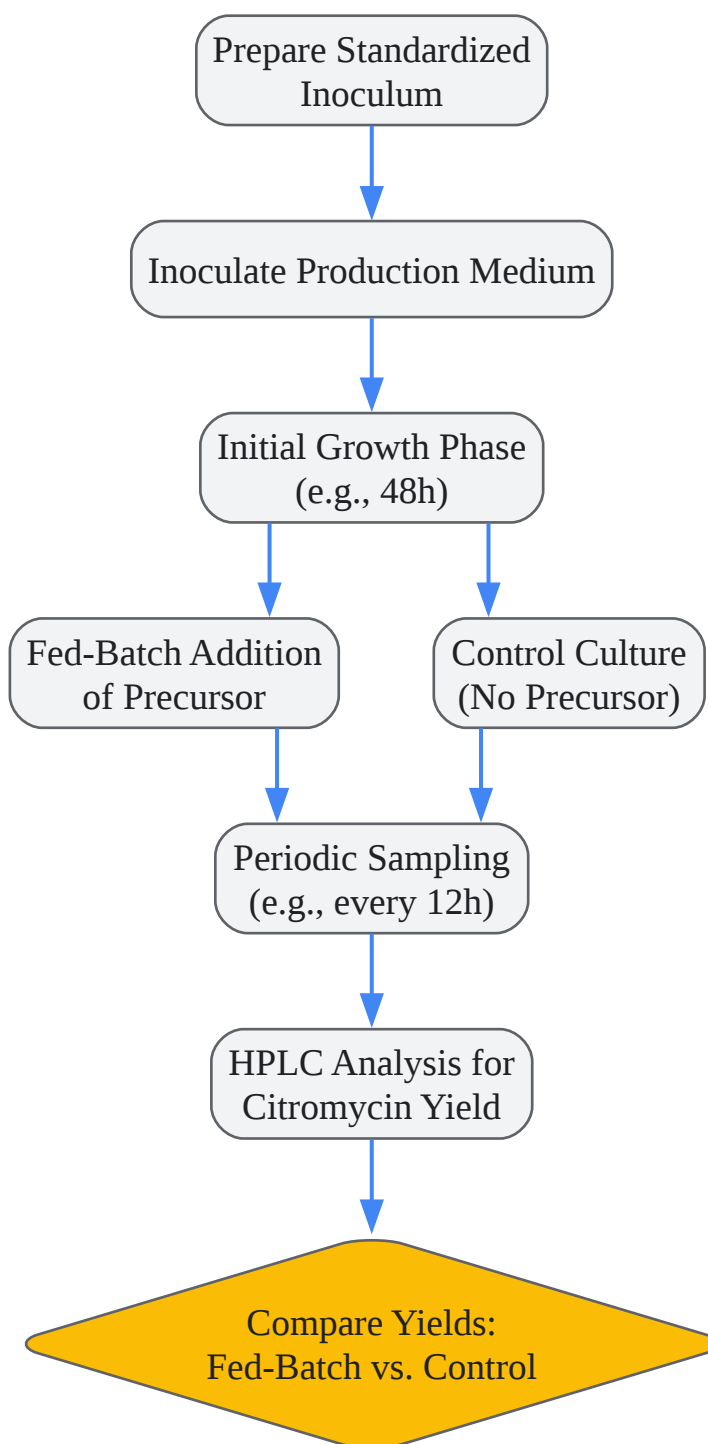 Prepare Standardized
Inoculum
Inoculate Production Medium
Initial Growth Phase
(e.g., 48h)
Fed-Batch Addition
of Precursor
Control Culture
(No Precursor)
Periodic Sampling
(e.g., every 12h)
HPLC Analysis for
Citromycin Yield
Compare Yields:
Fed-Batch vs. Control